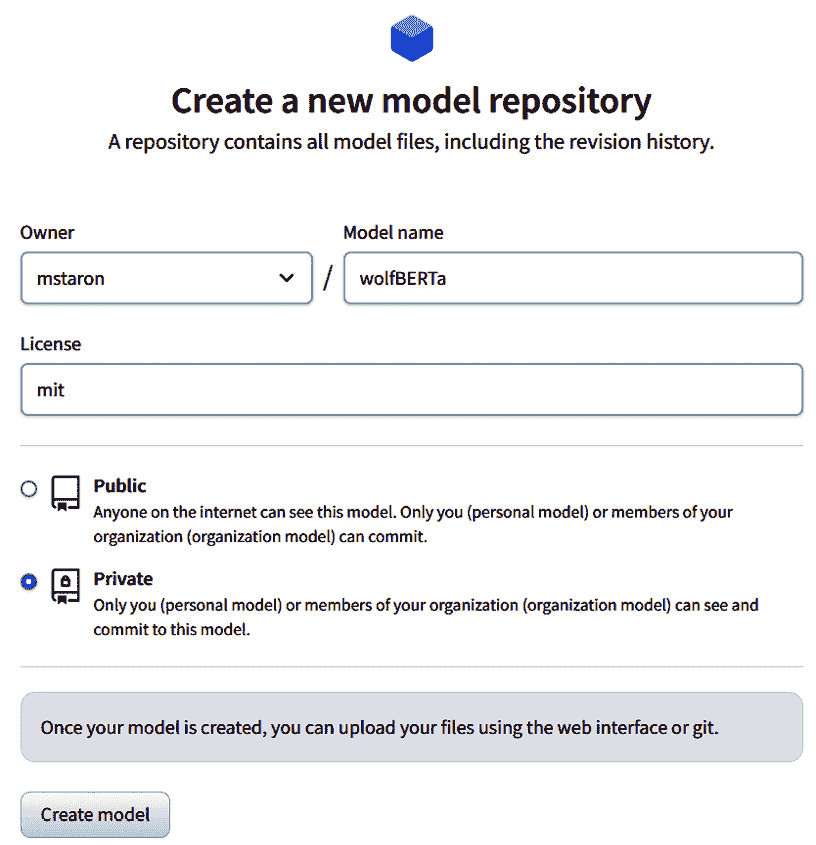 Create a new model repository
A repository contains all model files, including the revision history.
Owner
Model name
mstaron
/
wolfBERTa
License
mit
Public
Anyone on the internet can see this model. Only you (personal model) or members of your
organization (organization model) can commit.
Private
Only you (personal model) or members of your organization (organization model) can see and
commit to this model.
Once your model is created, you can upload your files using the web interface or git.
Create model